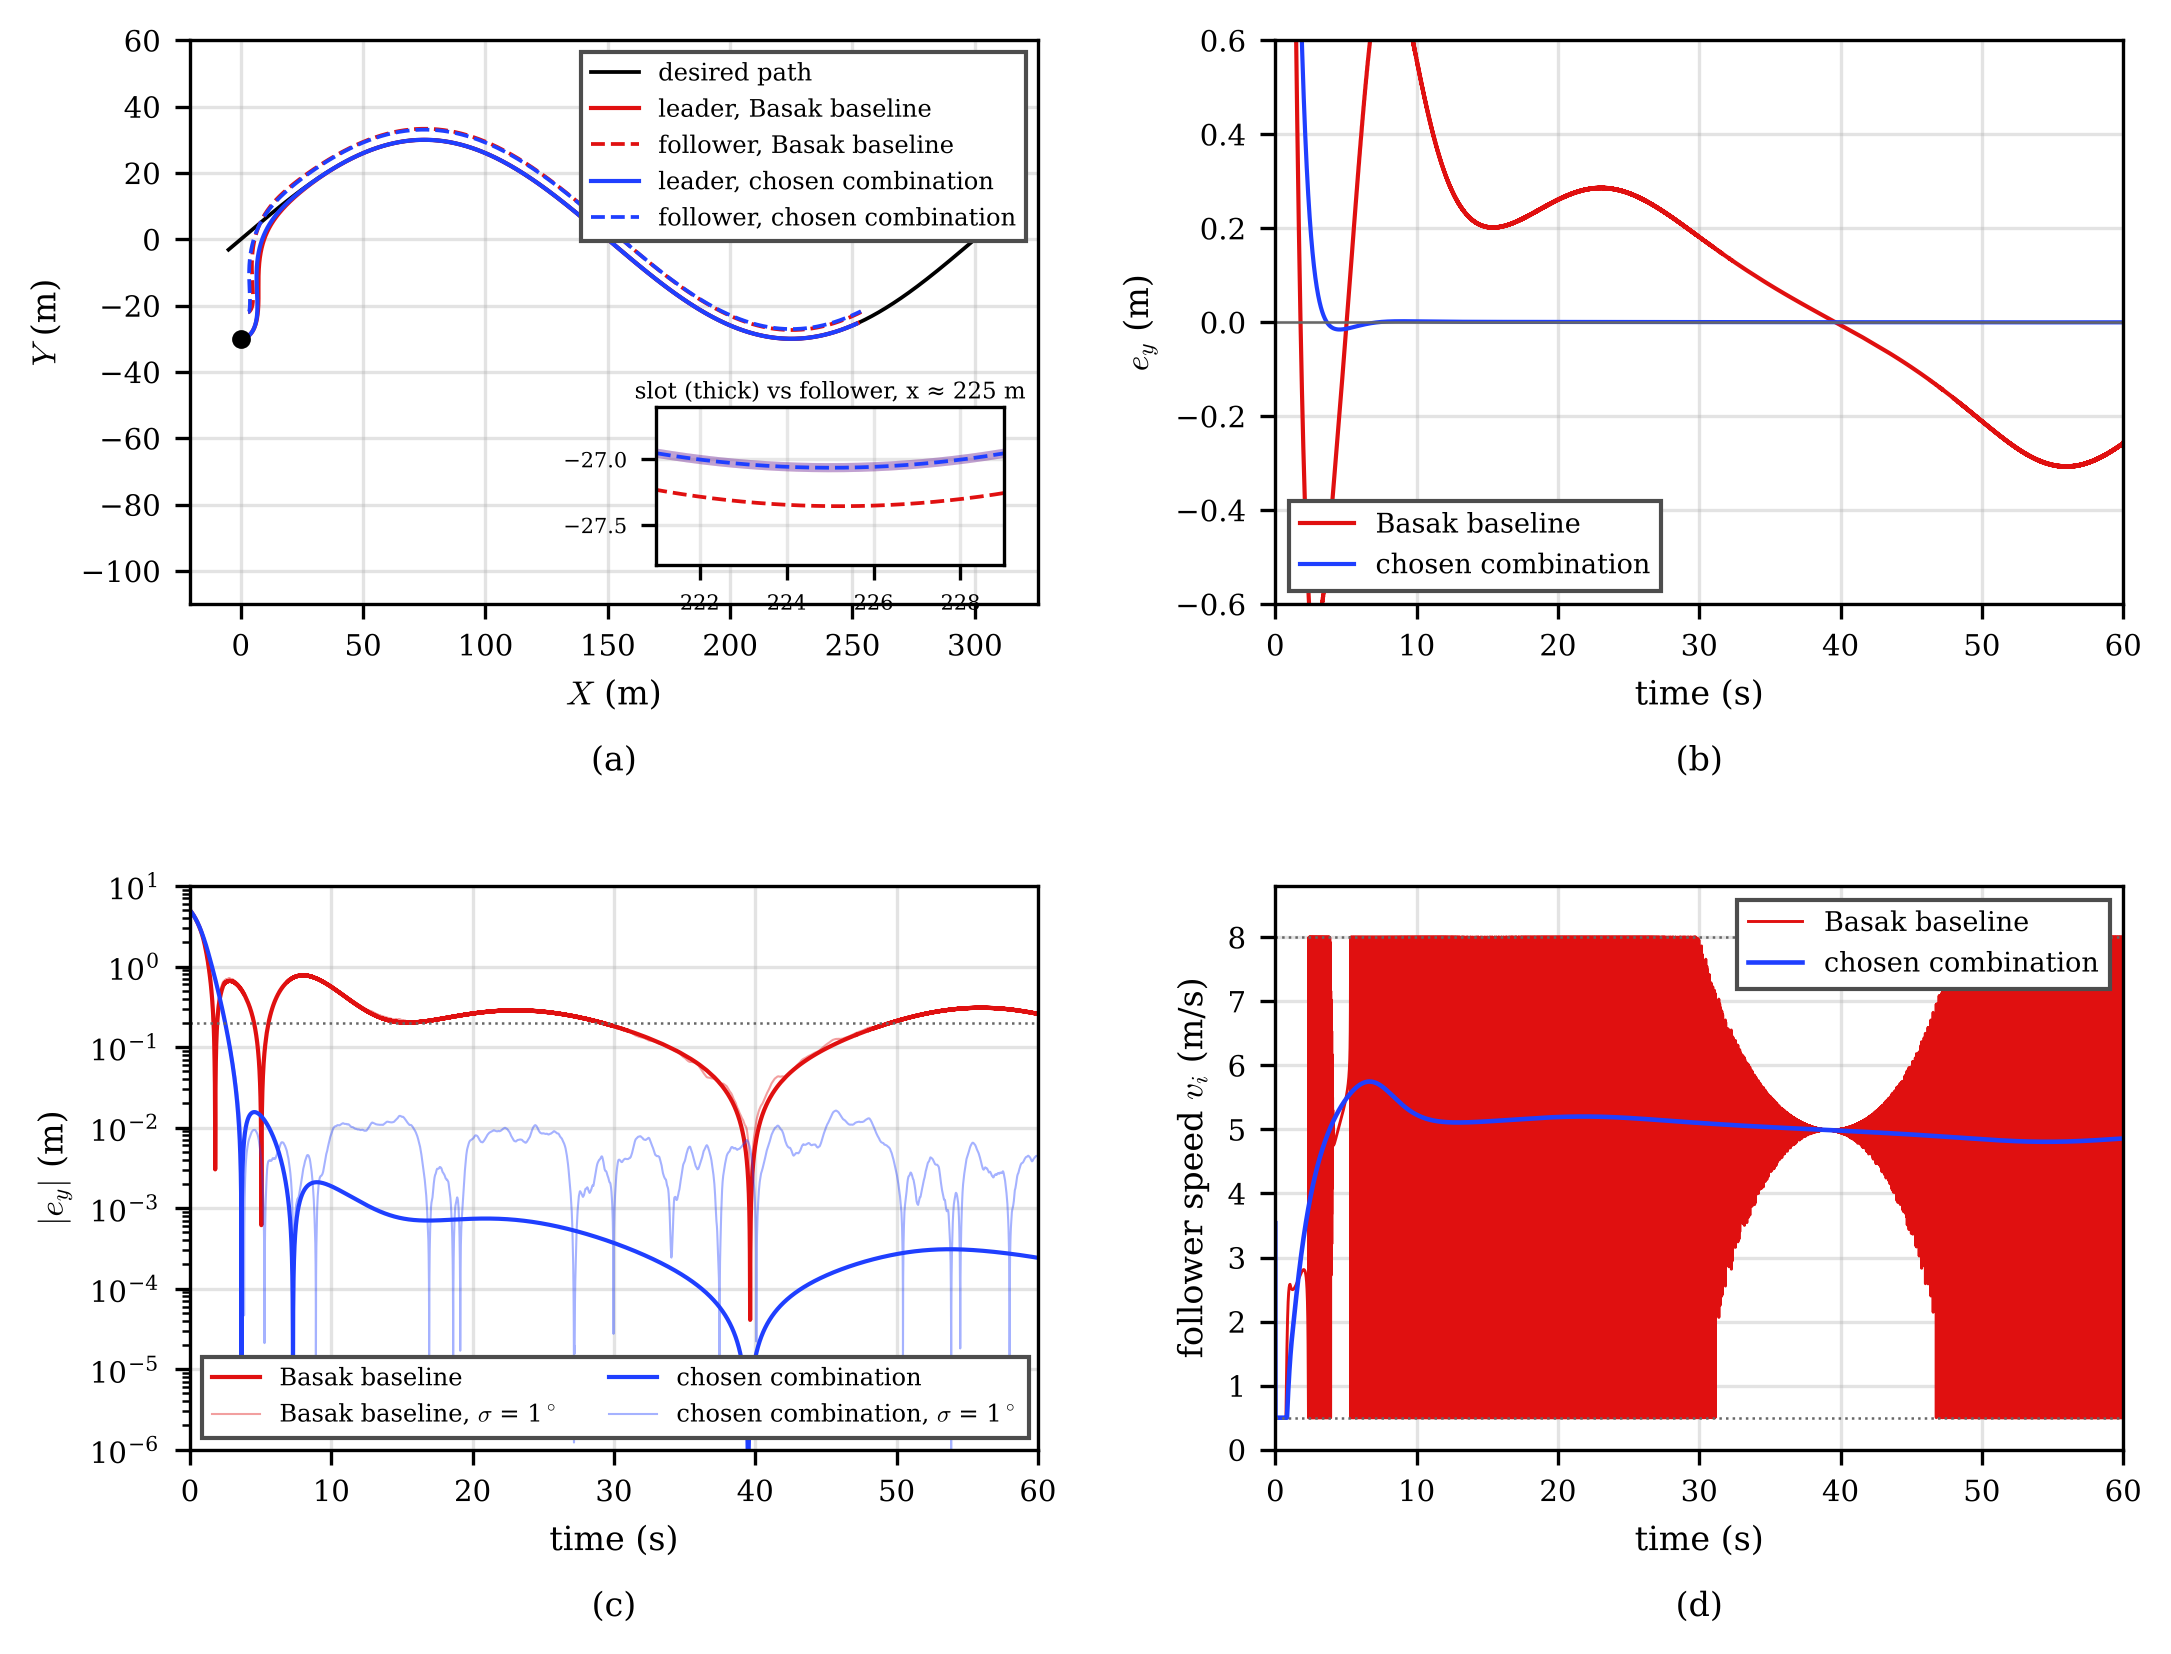 60
40
20
0
−20
−40
−60
−80
−100
Y (m)
desired path
leader, Basak baseline
follower, Basak baseline
leader, chosen combination
follower, chosen combination
slot (thick) vs follower, x ≈ 225 m
−27.0
−27.5
222 224 226 228
0 50 100 150 200 250 300
X (m)
(a)
0.6
0.4
0.2
0.0
−0.2
−0.4
−0.6
e_y (m)
Basak baseline
chosen combination
0 10 20 30 40 50 60
time (s)
(b)
10^1
10^0
10^−1
10^−2
10^−3
10^−4
10^−5
10^−6
|e_y| (m)
Basak baseline
Basak baseline, σ = 1°
chosen combination
chosen combination, σ = 1°
0 10 20 30 40 50 60
time (s)
(c)
8
7
6
5
4
3
2
1
0
follower speed v_i (m/s)
Basak baseline
chosen combination
0 10 20 30 40 50 60
time (s)
(d)